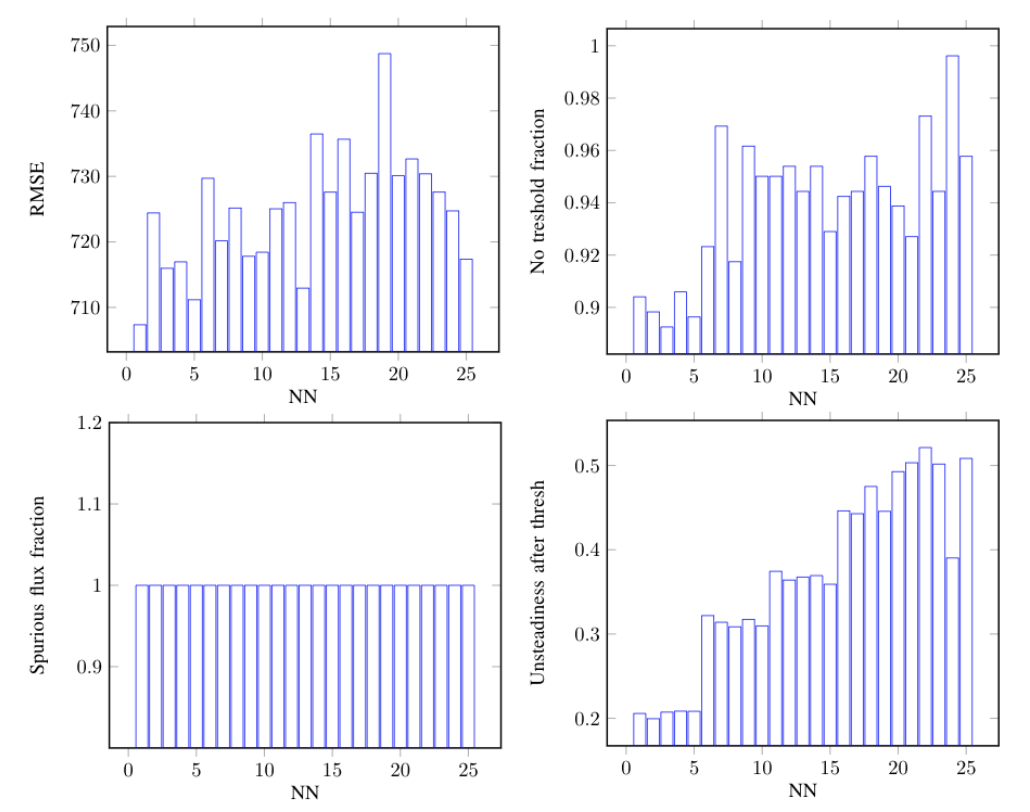 750
740
730
720
710
RMSE
0 5 10 15 20 25
NN
1
0.98
0.96
0.94
0.92
0.9
No treshold fraction
0 5 10 15 20 25
NN
1.2
1.1
1
0.9
Spurious flux fraction
0 5 10 15 20 25
NN
0.5
0.4
0.3
0.2
Unsteadiness after thresh
0 5 10 15 20 25
NN